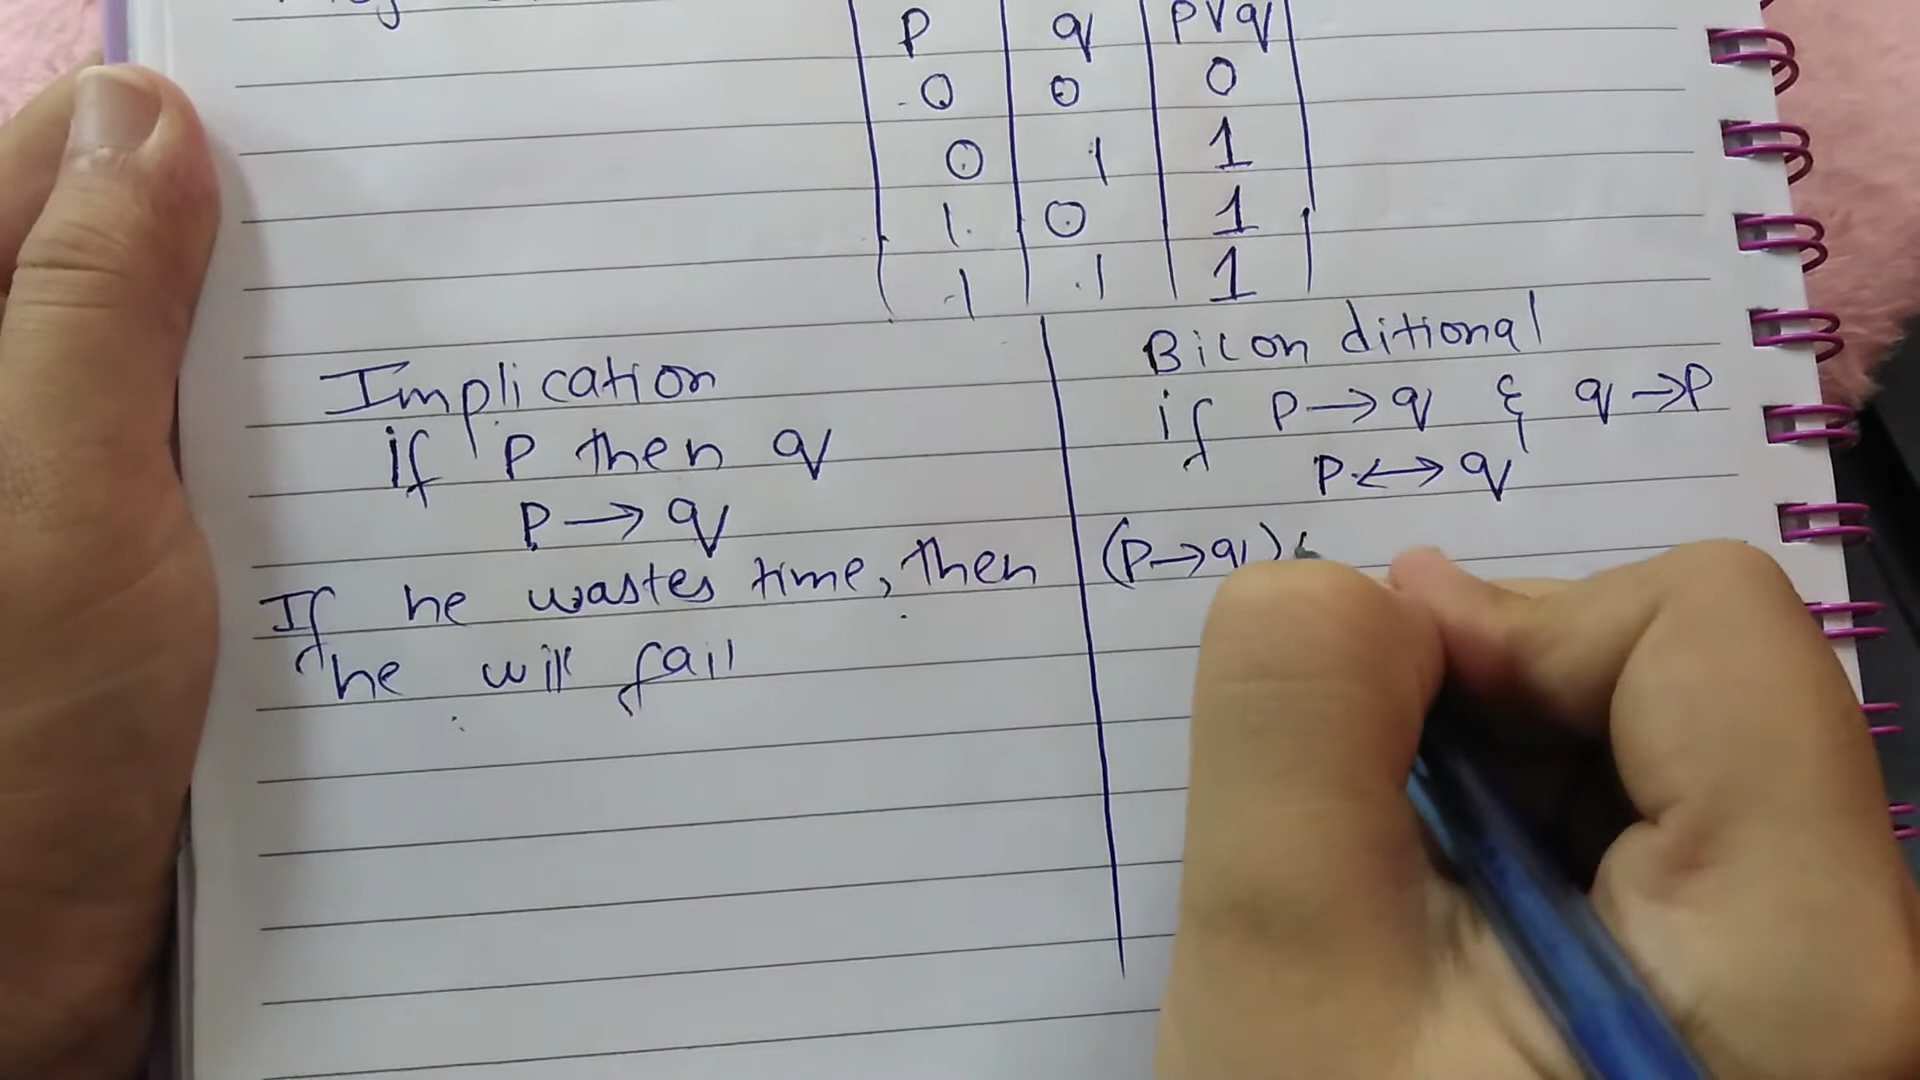 p q p∨q
0 0 0
0 1 1
1 0 1
1 1 1
Implication
if p then q
p → q
If he wastes time, then
he will fail
Biconditional
if p → q & q → p
p ↔ q
(p → q)